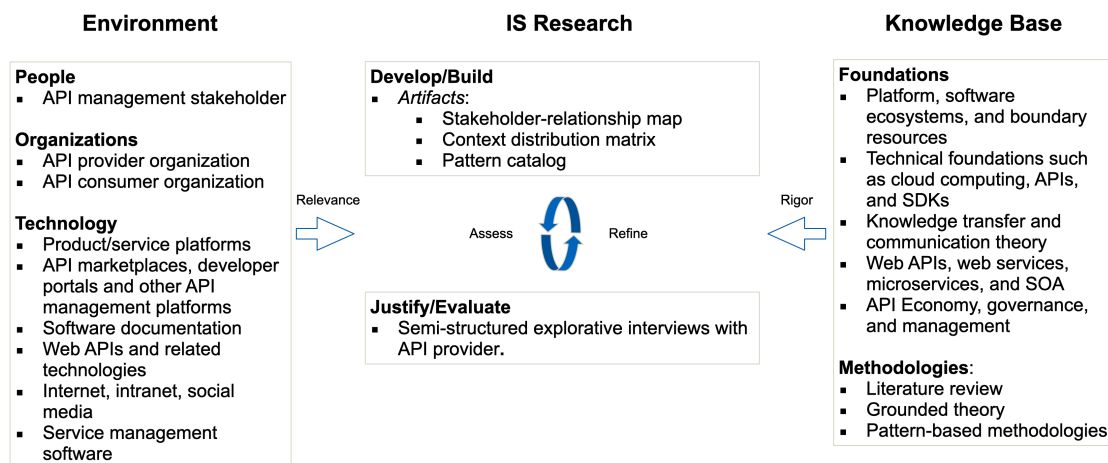 Environment
People
▪ API management stakeholder
Organizations
▪ API provider organization
▪ API consumer organization
Technology
▪ Product/service platforms
▪ API marketplaces, developer
portals and other API
management platforms
▪ Software documentation
▪ Web APIs and related
technologies
▪ Internet, intranet, social
media
▪ Service management
software
Relevance
IS Research
Develop/Build
▪ Artifacts:
▪ Stakeholder-relationship map
▪ Context distribution matrix
▪ Pattern catalog
Assess
Refine
Justify/Evaluate
▪ Semi-structured explorative interviews with
API provider.
Rigor
Knowledge Base
Foundations
▪ Platform, software
ecosystems, and boundary
resources
▪ Technical foundations such
as cloud computing, APIs,
and SDKs
▪ Knowledge transfer and
communication theory
▪ Web APIs, web services,
microservices, and SOA
▪ API Economy, governance,
and management
Methodologies:
▪ Literature review
▪ Grounded theory
▪ Pattern-based methodologies